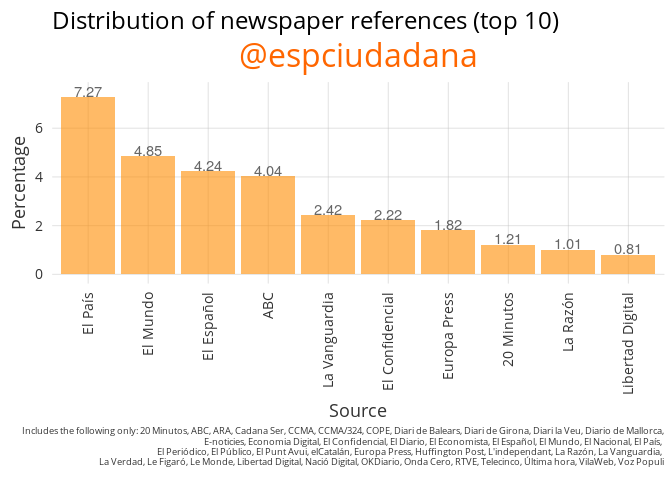 Distribution of newspaper references (top 10)
@espciudadana
Percentage
6
4
2
0
7.27
4.85
4.24
4.04
2.42
2.22
1.82
1.21
1.01
0.81
El País
El Mundo
El Español
ABC
La Vanguardia
El Confidencial
Europa Press
20 Minutos
La Razón
Libertad Digital
Source
Includes the following only: 20 Minutos, ABC, ARA, Cadana Ser, CCMA, CCMA/324, COPE, Diari de Balears, Diari de Girona, Diari la Veu, Diario de Mallorca,
E-noticies, Economia Digital, El Confidencial, El Diario, El Economista, El Español, El Mundo, El Nacional, El País,
El Periódico, El Público, El Punt Avui, elCatalán, Europa Press, Huffington Post, L'independant, La Razón, La Vanguardia,
La Verdad, Le Figaró, Le Monde, Libertad Digital, Nació Digital, OKDiario, Onda Cero, RTVE, Telecinco, Última hora, VilaWeb, Voz Populi